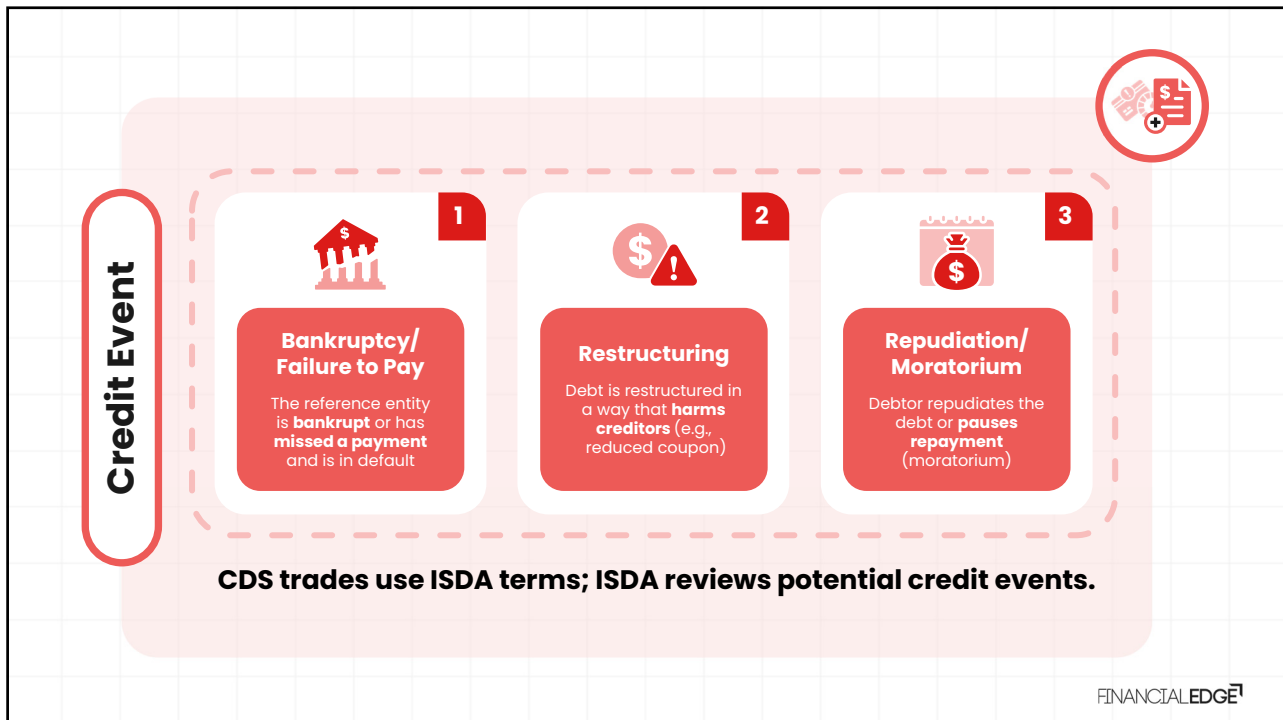 Credit Event
1
$
Bankruptcy/
Failure to Pay
The reference entity
is bankrupt or has
missed a payment
and is in default
2
$
!
Restructuring
Debt is restructured in
a way that harms
creditors (e.g.,
reduced coupon)
3
$
Repudiation/
Moratorium
Debtor repudiates the
debt or pauses
repayment
(moratorium)
$
CDS trades use ISDA terms; ISDA reviews potential credit events.
FINANCIALEDGE